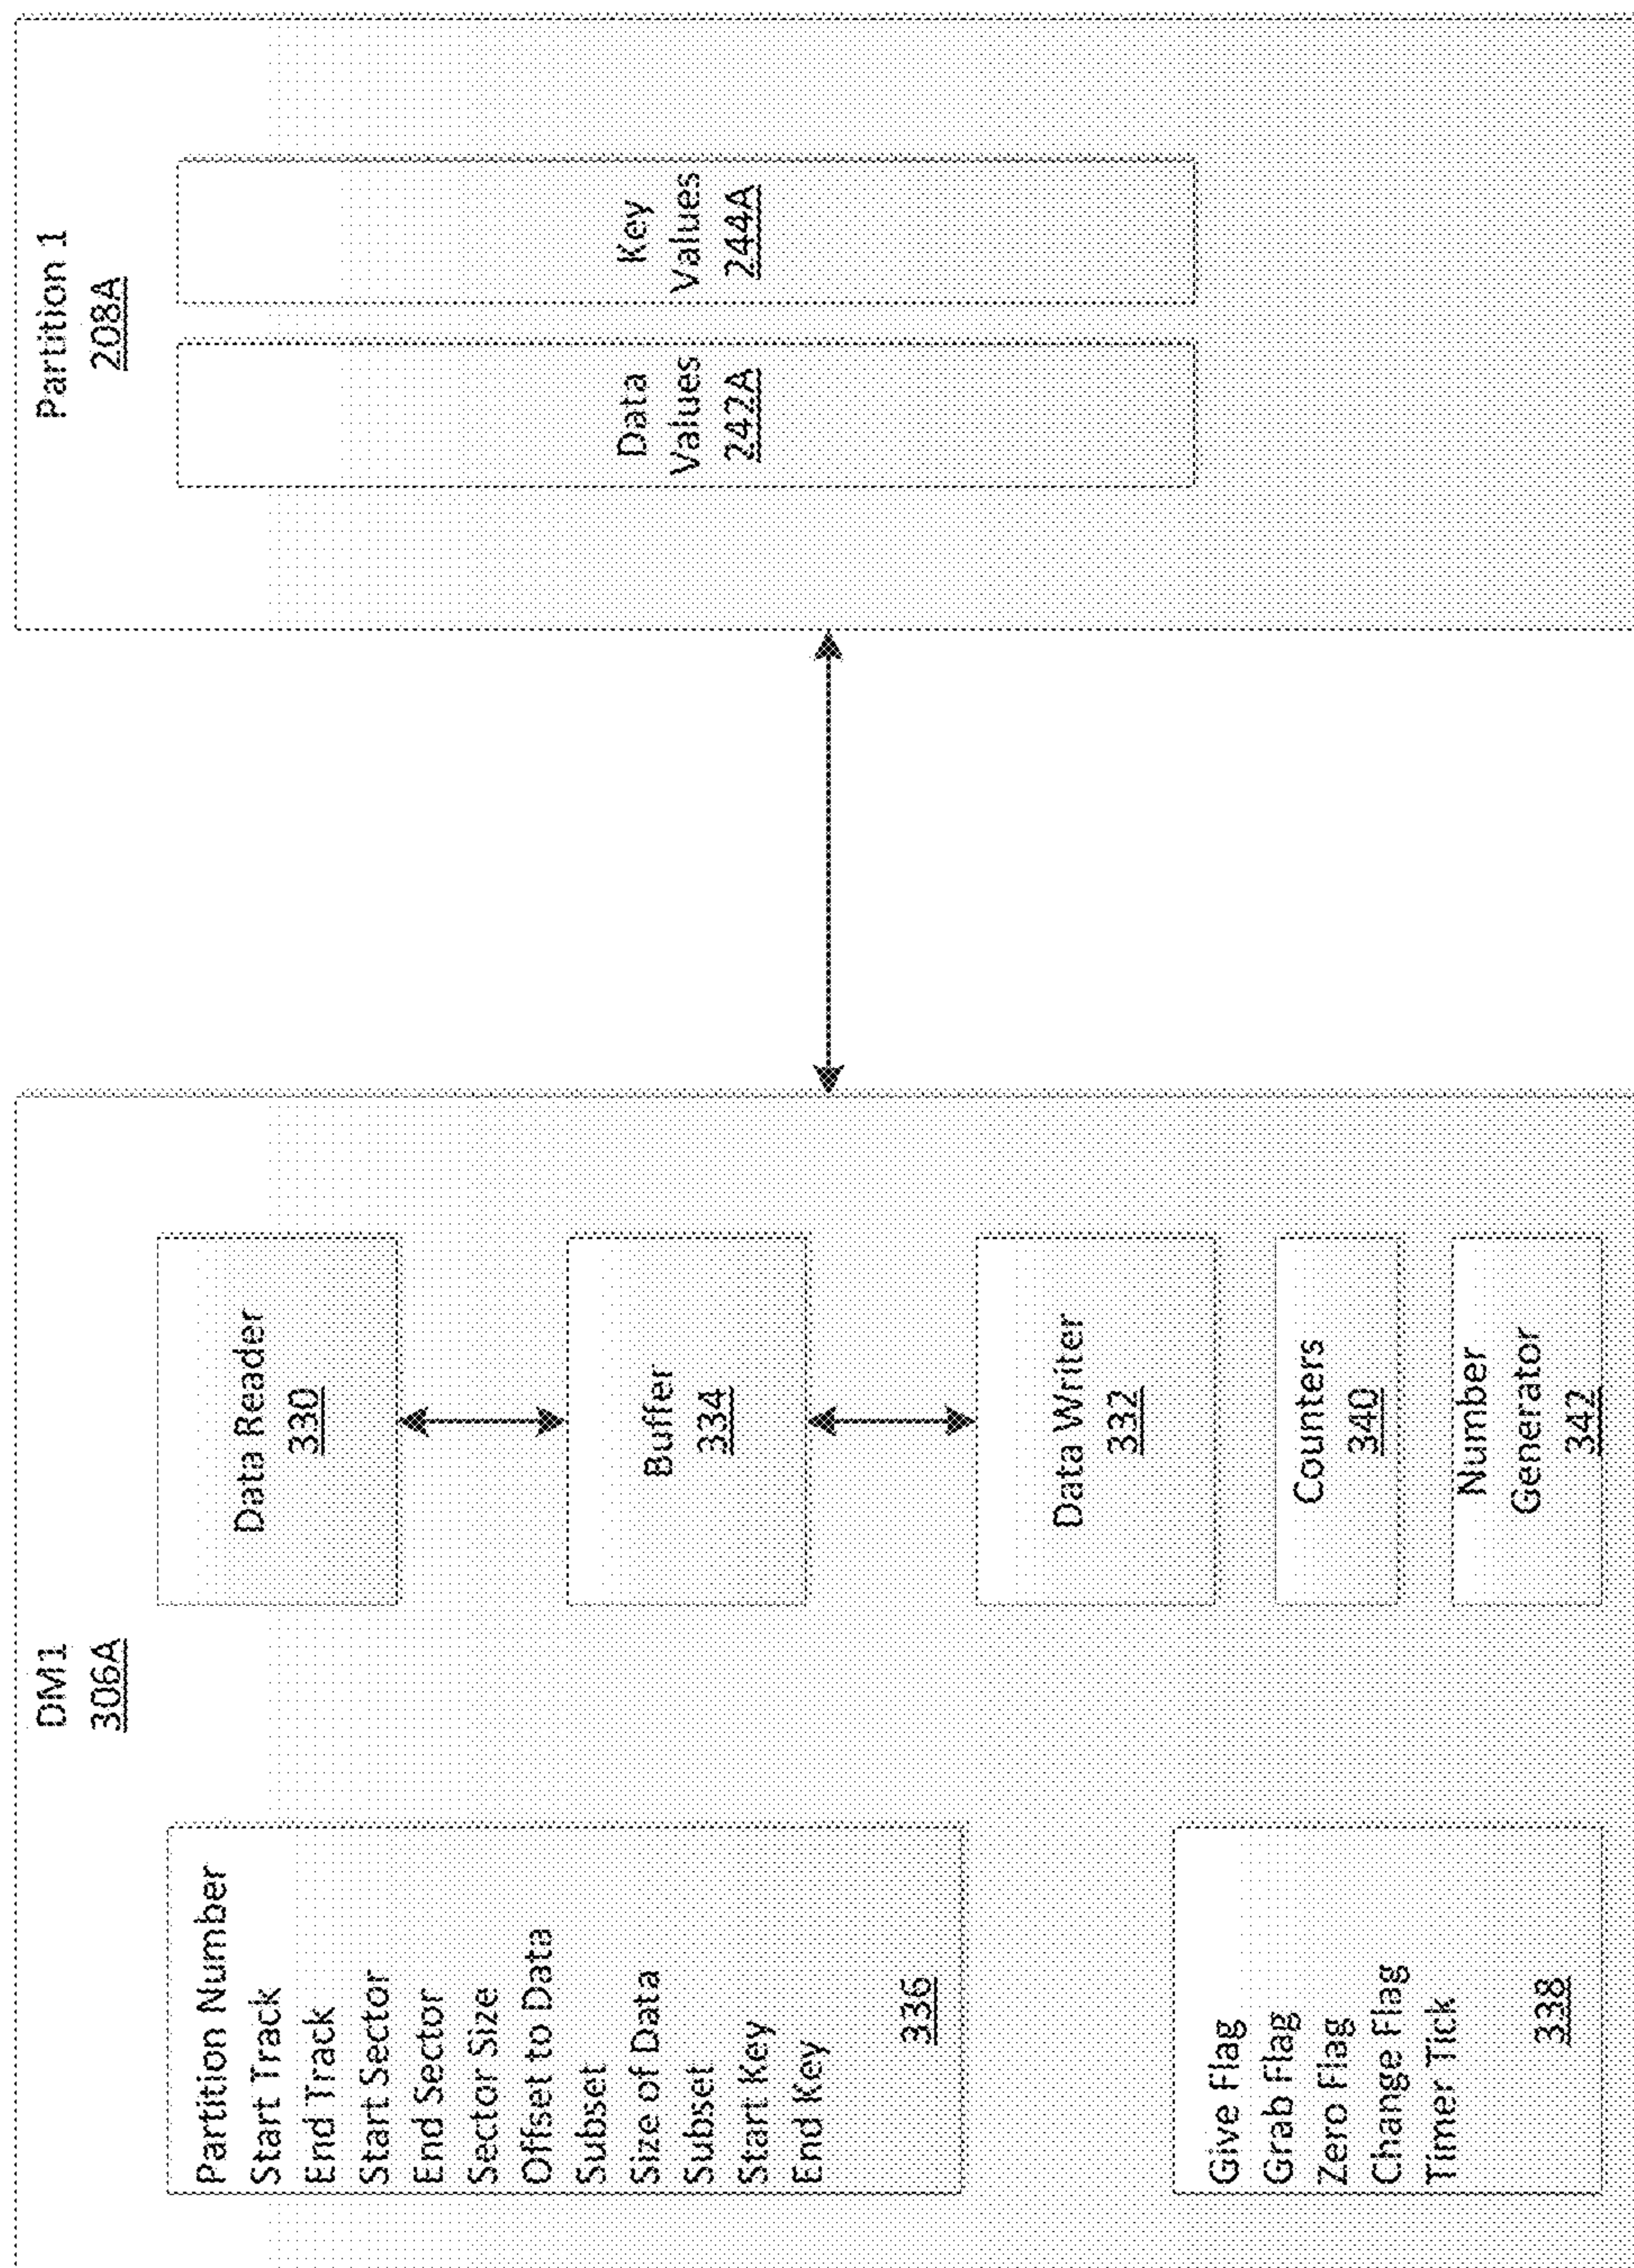 DM1
306A
Partition Number
Start Track
End Track
Start Sector
End Sector
Sector Size
Offset to Data
Subset
Size of Data
Subset
Start Key
End Key
336
Give Flag
Grab Flag
Zero Flag
Change Flag
Timer Tick
338
Data Reader
330
Buffer
334
Data Writer
332
Counters
340
Number
Generator
342
Partition 1
208A
Data
Values
242A
Key
Values
244A